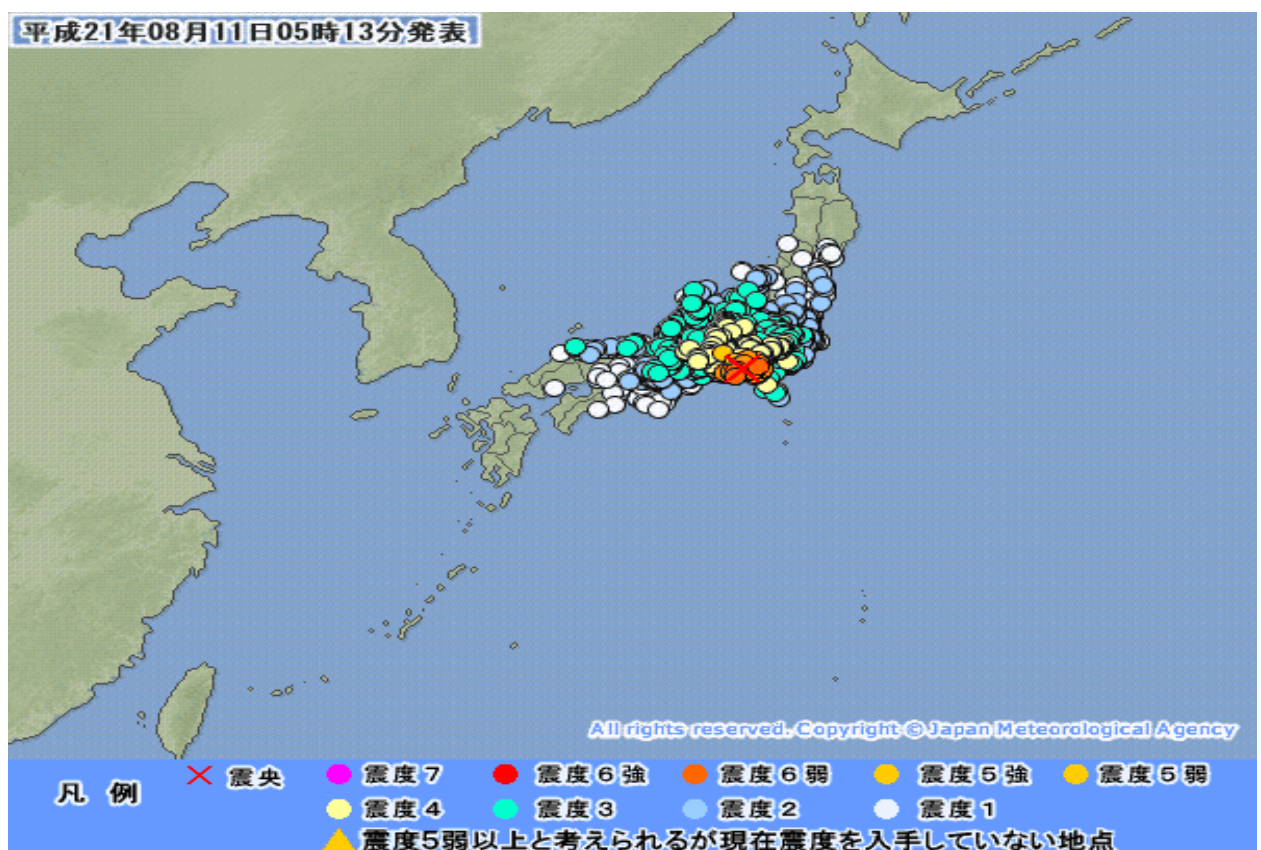 平成21年08月11日05時13分発表
All rights reserved. Copyright © Japan Meteorological Agency
凡 例 震央 震度7 震度6強 震度6弱 震度5強 震度5弱
震度4 震度3 震度2 震度1
震度5弱以上と考えられるが現在震度を入手していない地点